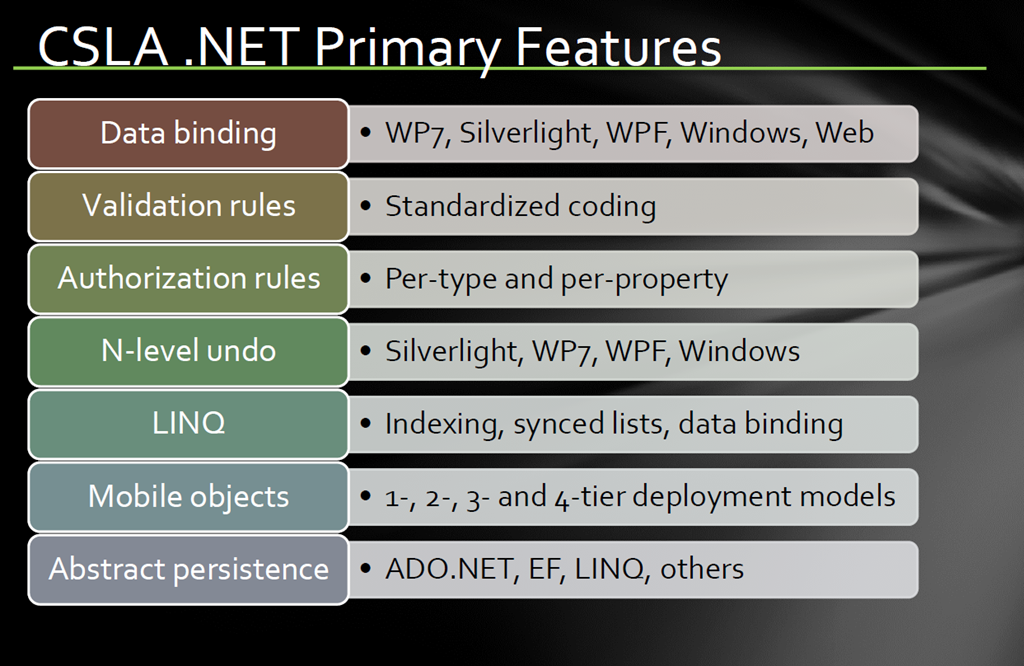 CSLA .NET Primary Features
Data binding
• WP7, Silverlight, WPF, Windows, Web
Validation rules
• Standardized coding
Authorization rules
• Per-type and per-property
N-level undo
• Silverlight, WP7, WPF, Windows
LINQ
• Indexing, synced lists, data binding
Mobile objects
• 1-, 2-, 3- and 4-tier deployment models
Abstract persistence
• ADO.NET, EF, LINQ, others